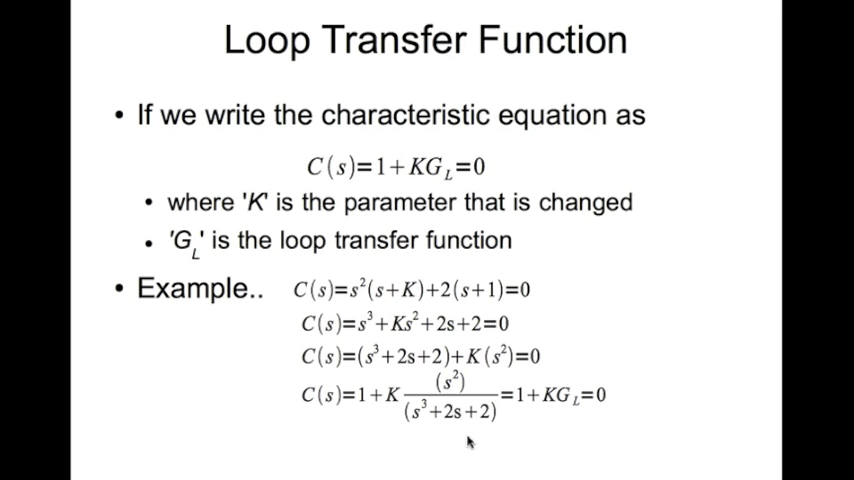 Loop Transfer Function
• If we write the characteristic equation as
C(s)=1+KG_L=0
• where 'K' is the parameter that is changed
• 'G_L' is the loop transfer function
• Example.. C(s)=s²(s+K)+2(s+1)=0
C(s)=s³+Ks²+2s+2=0
C(s)=(s³+2s+2)+K(s²)=0
C(s)=1+K (s²)/(s³+2s+2) =1+KG_L=0